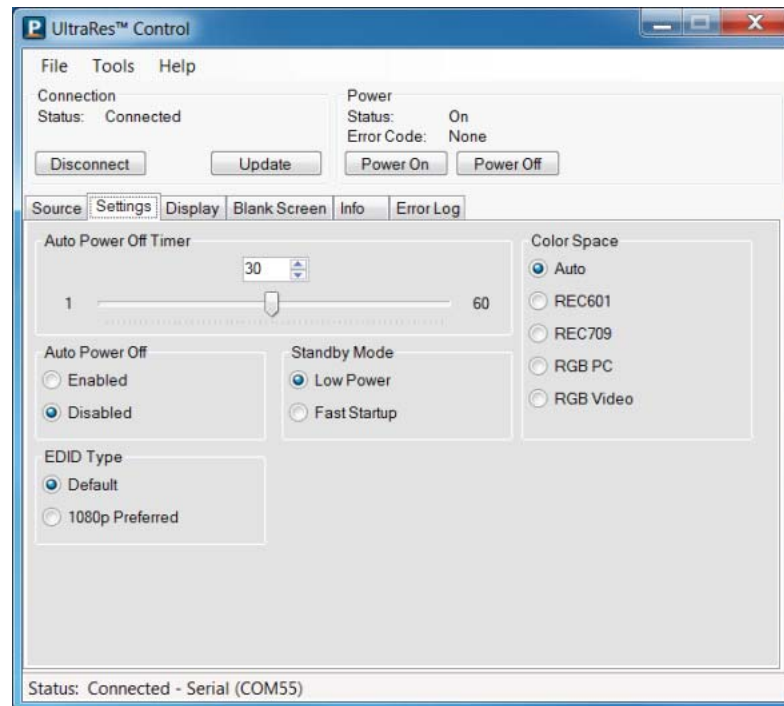 P UltraRes™ Control
File Tools Help
Connection
Status: Connected
Disconnect Update
Power
Status: On
Error Code: None
Power On Power Off
Source Settings Display Blank Screen Info Error Log
Auto Power Off Timer
30
1 60
Auto Power Off
Enabled
Disabled
Standby Mode
Low Power
Fast Startup
Color Space
Auto
REC601
REC709
RGB PC
RGB Video
EDID Type
Default
1080p Preferred
Status: Connected - Serial (COM55)